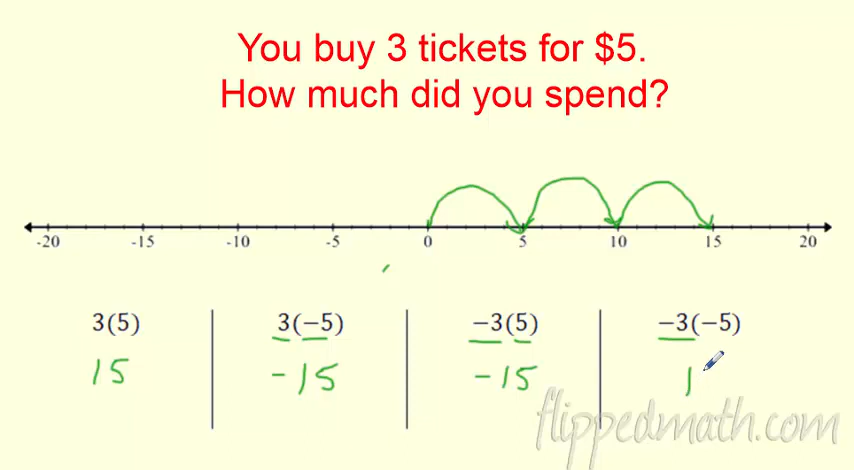 You buy 3 tickets for $5.
How much did you spend?
-20 -15 -10 -5 0 5 10 15 20
3(5) 3(−5) −3(5) −3(−5)
15 -15 -15 1
flippedmath.com